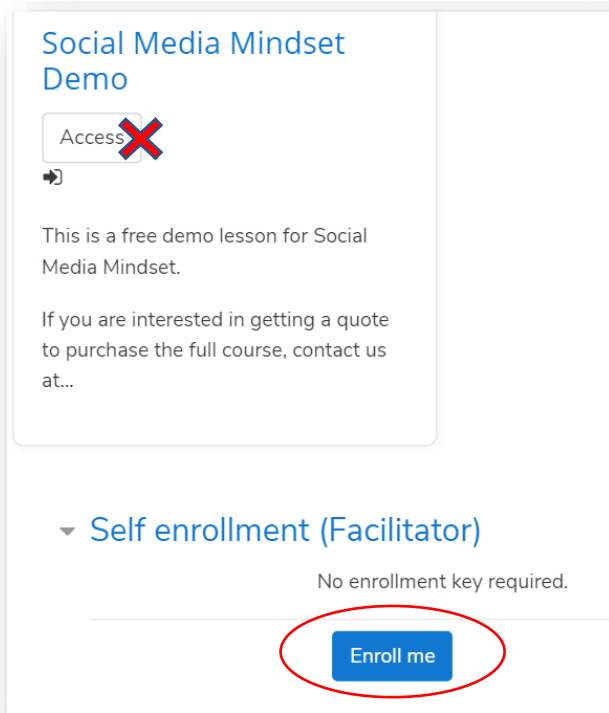 Social Media Mindset
Demo
Access
This is a free demo lesson for Social
Media Mindset.
If you are interested in getting a quote
to purchase the full course, contact us
at...
Self enrollment (Facilitator)
No enrollment key required.
Enroll me